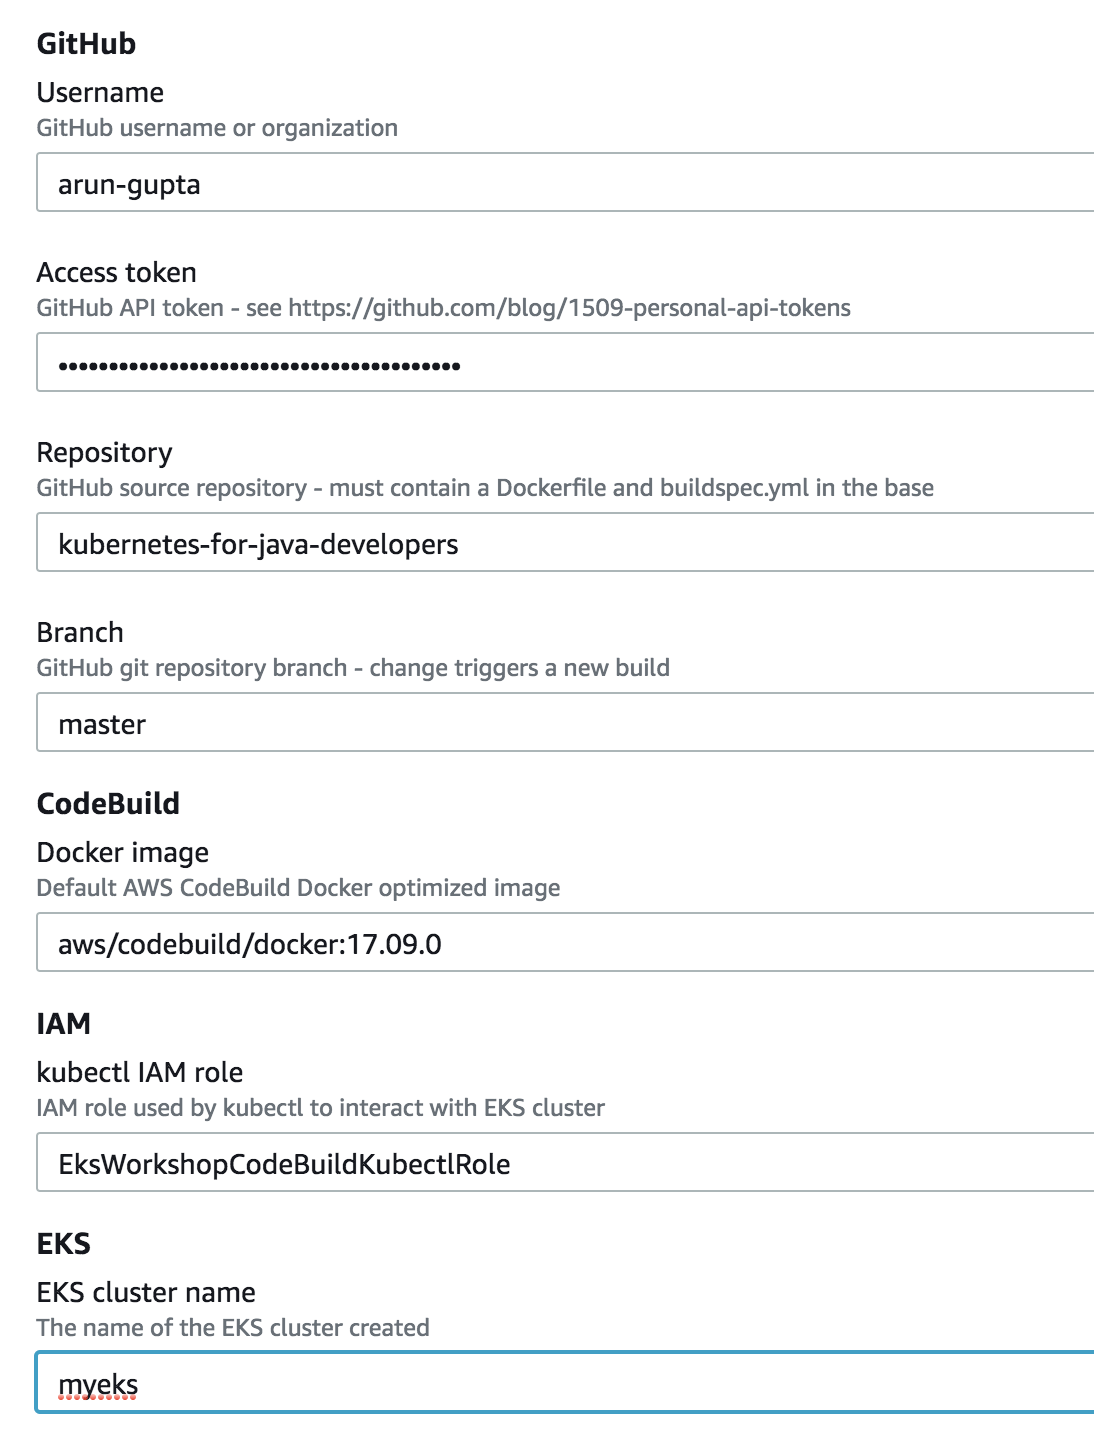 GitHub
Username
GitHub username or organization
arun-gupta
Access token
GitHub API token - see https://github.com/blog/1509-personal-api-tokens
••••••••••••••••••••••••••••••••••••••••
Repository
GitHub source repository - must contain a Dockerfile and buildspec.yml in the base
kubernetes-for-java-developers
Branch
GitHub git repository branch - change triggers a new build
master
CodeBuild
Docker image
Default AWS CodeBuild Docker optimized image
aws/codebuild/docker:17.09.0
IAM
kubectl IAM role
IAM role used by kubectl to interact with EKS cluster
EksWorkshopCodeBuildKubectlRole
EKS
EKS cluster name
The name of the EKS cluster created
myeks